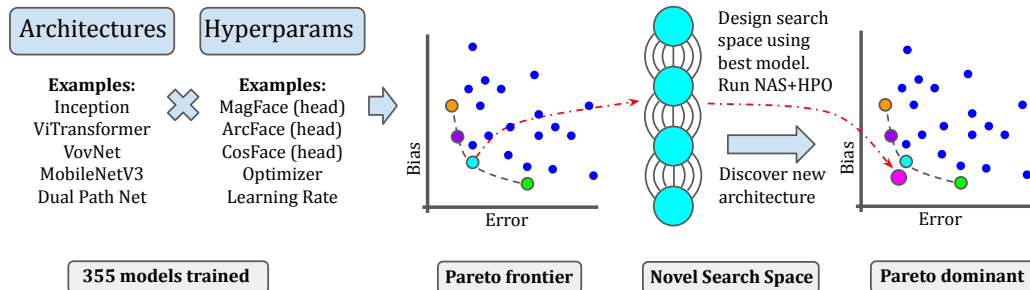 Architectures
Hyperparams
Examples:
Inception
ViTransformer
VovNet
MobileNetV3
Dual Path Net
Examples:
MagFace (head)
ArcFace (head)
CosFace (head)
Optimizer
Learning Rate
355 models trained
Bias
Error
Pareto frontier
Design search
space using
best model.
Run NAS+HPO
Discover new
architecture
Novel Search Space
Bias
Error
Pareto dominant